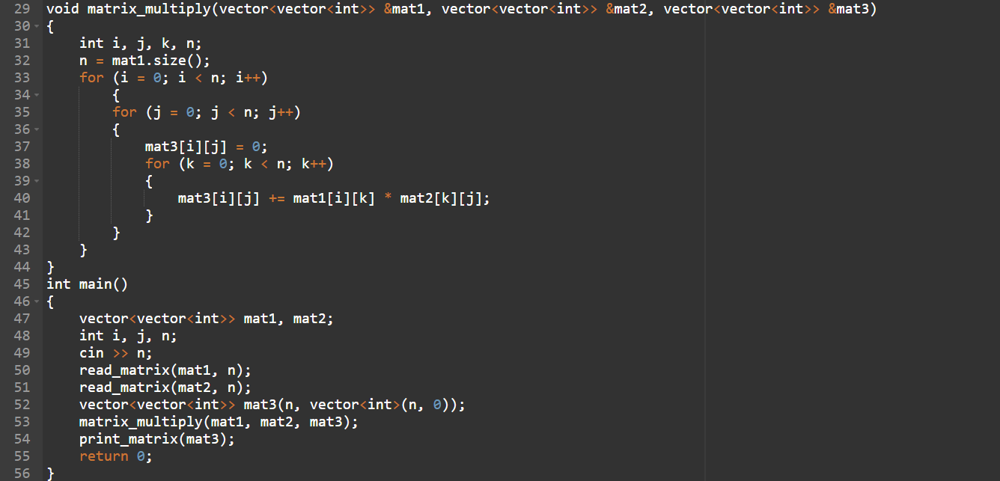 29 void matrix_multiply(vector<vector<int>> &mat1, vector<vector<int>> &mat2, vector<vector<int>> &mat3)
30 {
31     int i, j, k, n;
32     n = mat1.size();
33     for (i = 0; i < n; i++)
34         {
35         for (j = 0; j < n; j++)
36         {
37             mat3[i][j] = 0;
38             for (k = 0; k < n; k++)
39             {
40                 mat3[i][j] += mat1[i][k] * mat2[k][j];
41             }
42         }
43     }
44 }
45 int main()
46 {
47     vector<vector<int>> mat1, mat2;
48     int i, j, n;
49     cin >> n;
50     read_matrix(mat1, n);
51     read_matrix(mat2, n);
52     vector<vector<int>> mat3(n, vector<int>(n, 0));
53     matrix_multiply(mat1, mat2, mat3);
54     print_matrix(mat3);
55     return 0;
56 }